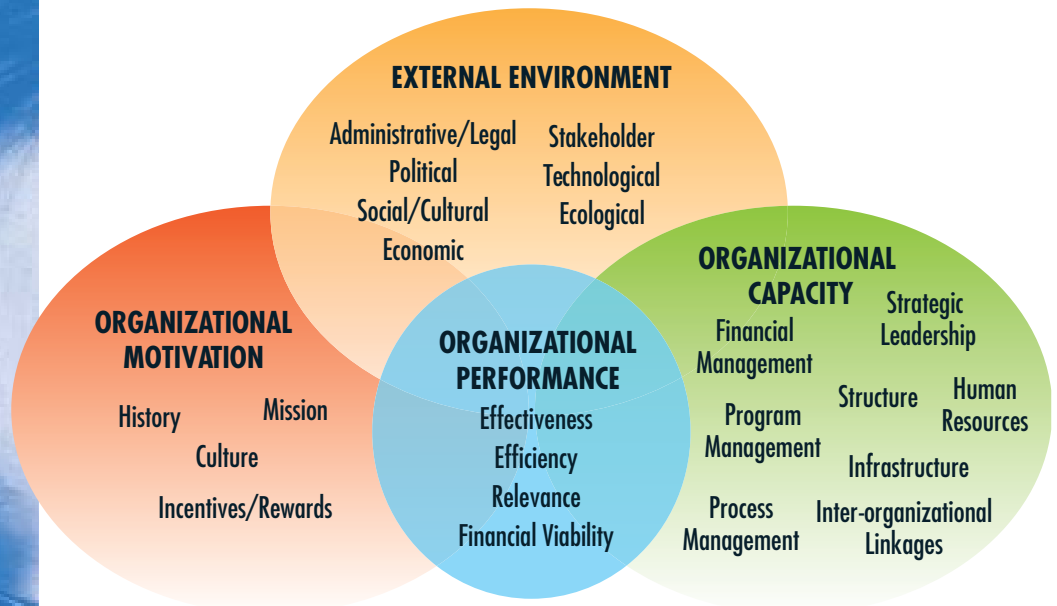 EXTERNAL ENVIRONMENT
Administrative/Legal
Political
Social/Cultural
Economic
Stakeholder
Technological
Ecological
ORGANIZATIONAL
MOTIVATION
History
Mission
Culture
Incentives/Rewards
ORGANIZATIONAL
PERFORMANCE
Effectiveness
Efficiency
Relevance
Financial Viability
ORGANIZATIONAL
CAPACITY
Strategic
Leadership
Financial
Management
Structure
Human
Resources
Program
Management
Infrastructure
Process
Management
Inter-organizational
Linkages